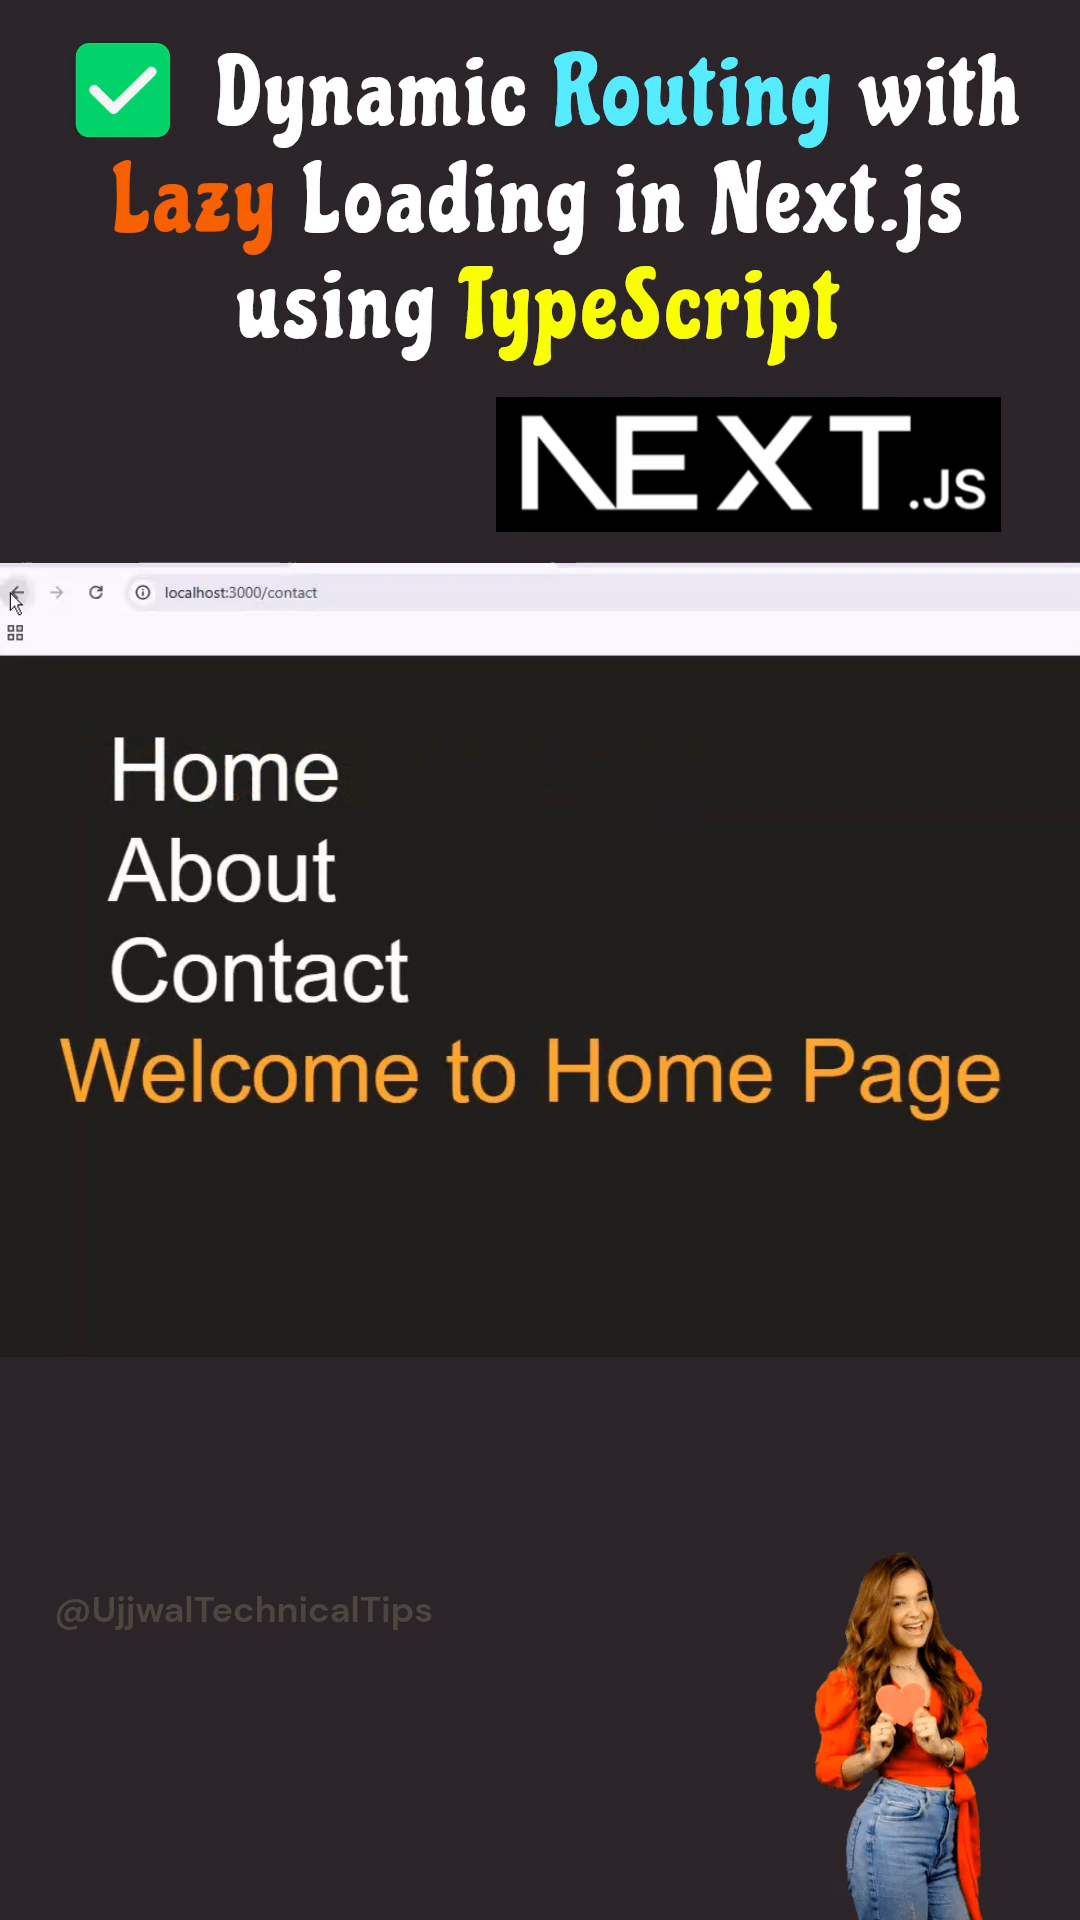 ✅ Dynamic Routing with
Lazy Loading in Next.js
using TypeScript
NEXT.JS
localhost:3000/contact
Home
About
Contact
Welcome to Home Page
@UjjwalTechnicalTips